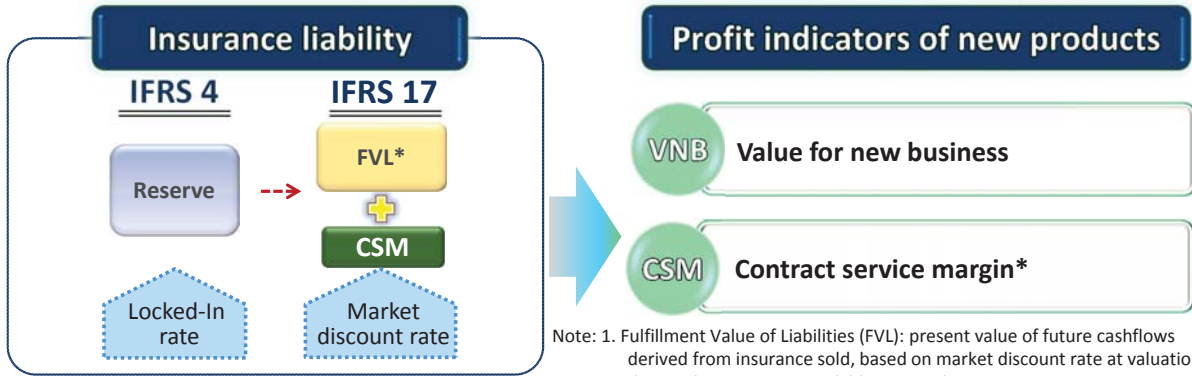 Insurance liability
IFRS 4
IFRS 17
Reserve
FVL*
CSM
Locked-In
rate
Market
discount rate
Profit indicators of new products
VNB
Value for new business
CSM
Contract service margin*
Note: 1. Fulfillment Value of Liabilities (FVL): present value of future cashflows
derived from insurance sold, based on market discount rate at valuatio